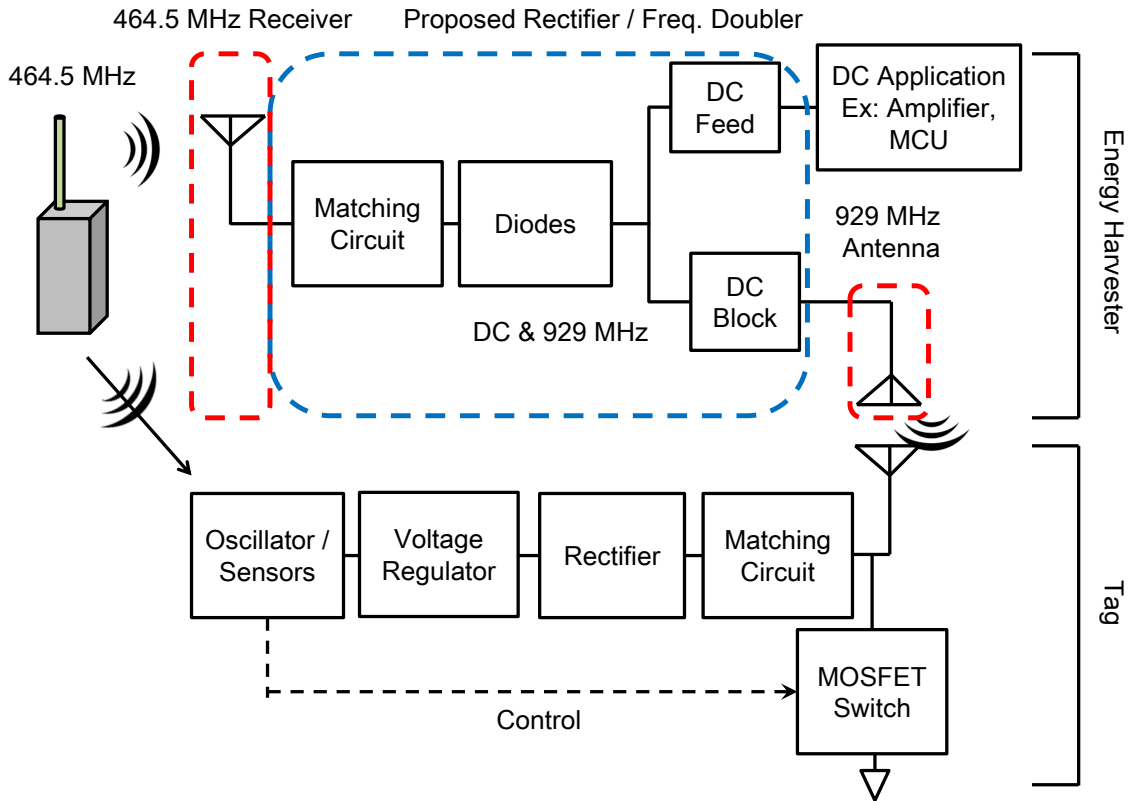 464.5 MHz Receiver
Proposed Rectifier / Freq. Doubler
464.5 MHz
DC
Feed
DC Application
Ex: Amplifier,
MCU
Matching
Circuit
Diodes
929 MHz
Antenna
DC
Block
DC & 929 MHz
Energy Harvester
Oscillator /
Sensors
Voltage
Regulator
Rectifier
Matching
Circuit
Tag
MOSFET
Switch
Control